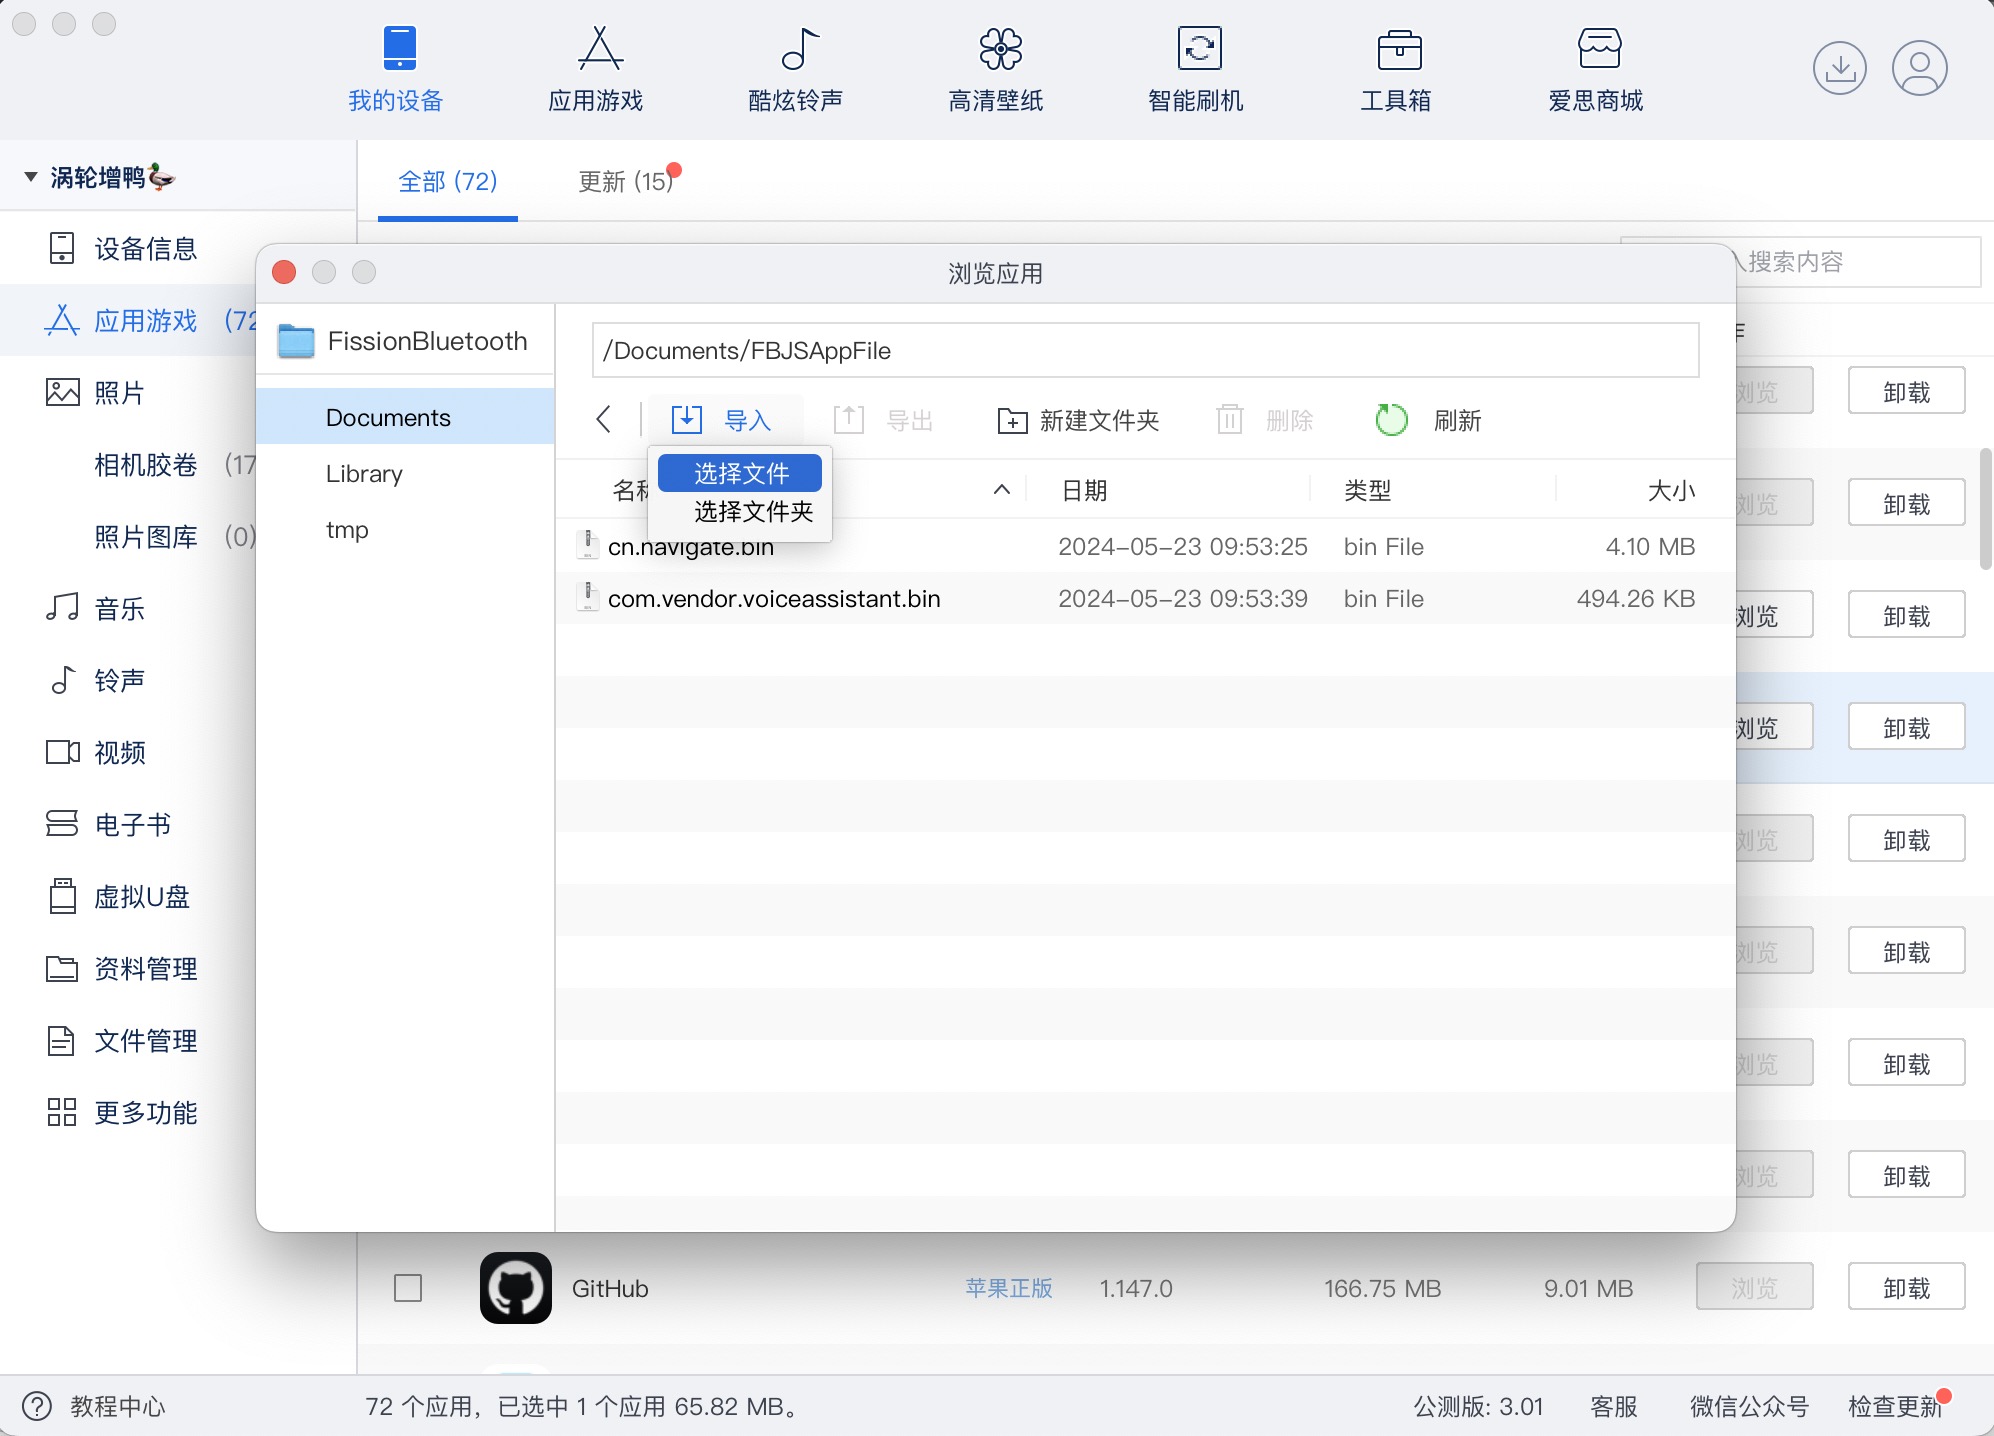 我的设备
应用游戏
酷炫铃声
高清壁纸
智能刷机
工具箱
爱思商城
涡轮增鸭🦆
全部 (72)
更新 (15)
设备信息
应用游戏 (72
照片
相机胶卷 (17
照片图库 (0)
音乐
铃声
视频
电子书
虚拟U盘
资料管理
文件管理
更多功能
搜索内容
浏览应用
FissionBluetooth
Documents
Library
tmp
/Documents/FBJSAppFile
导入
导出
新建文件夹
删除
刷新
选择文件
选择文件夹
名称 日期 类型 大小
cn.navigate.bin 2024-05-23 09:53:25 bin File 4.10 MB
com.vendor.voiceassistant.bin 2024-05-23 09:53:39 bin File 494.26 KB
浏览 卸载
浏览 卸载
浏览 卸载
浏览 卸载
浏览 卸载
浏览 卸载
浏览 卸载
浏览 卸载
GitHub 苹果正版 1.147.0 166.75 MB 9.01 MB 浏览 卸载
教程中心
72 个应用，已选中 1 个应用 65.82 MB。
公测版: 3.01
客服
微信公众号
检查更新